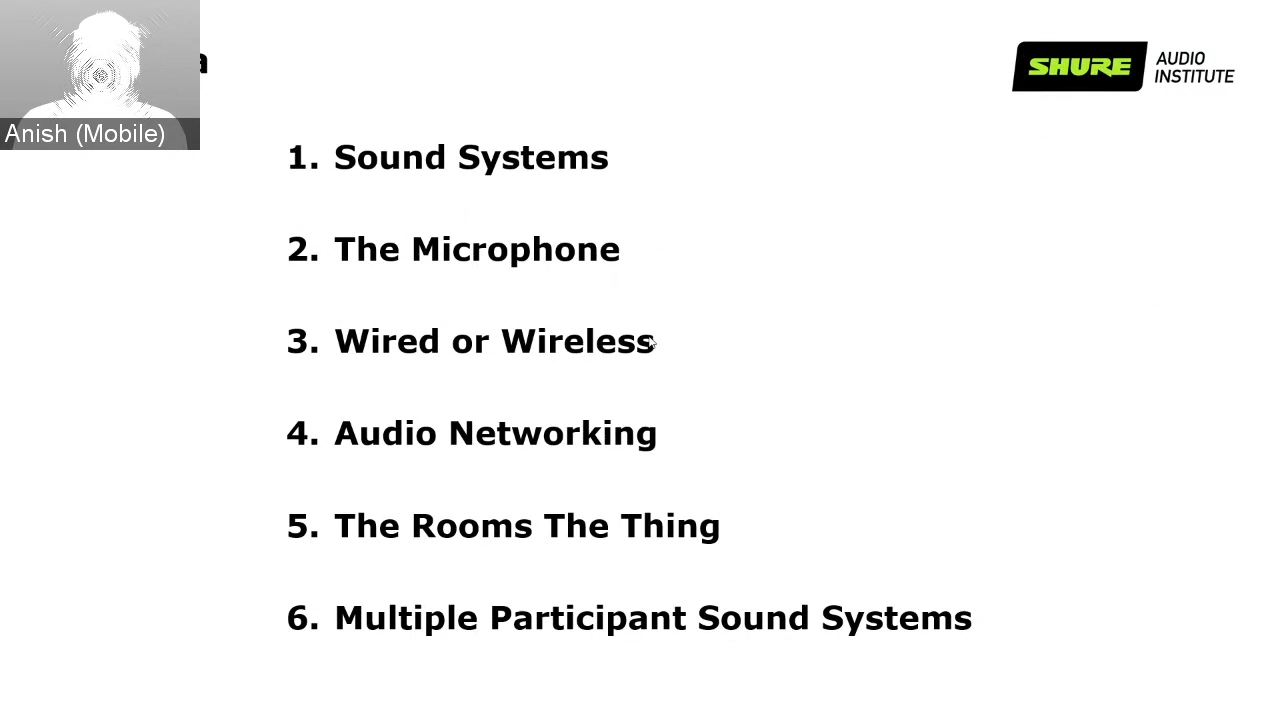 Anish (Mobile)
SHURE
AUDIO
INSTITUTE
1. Sound Systems
2. The Microphone
3. Wired or Wireless
4. Audio Networking
5. The Rooms The Thing
6. Multiple Participant Sound Systems